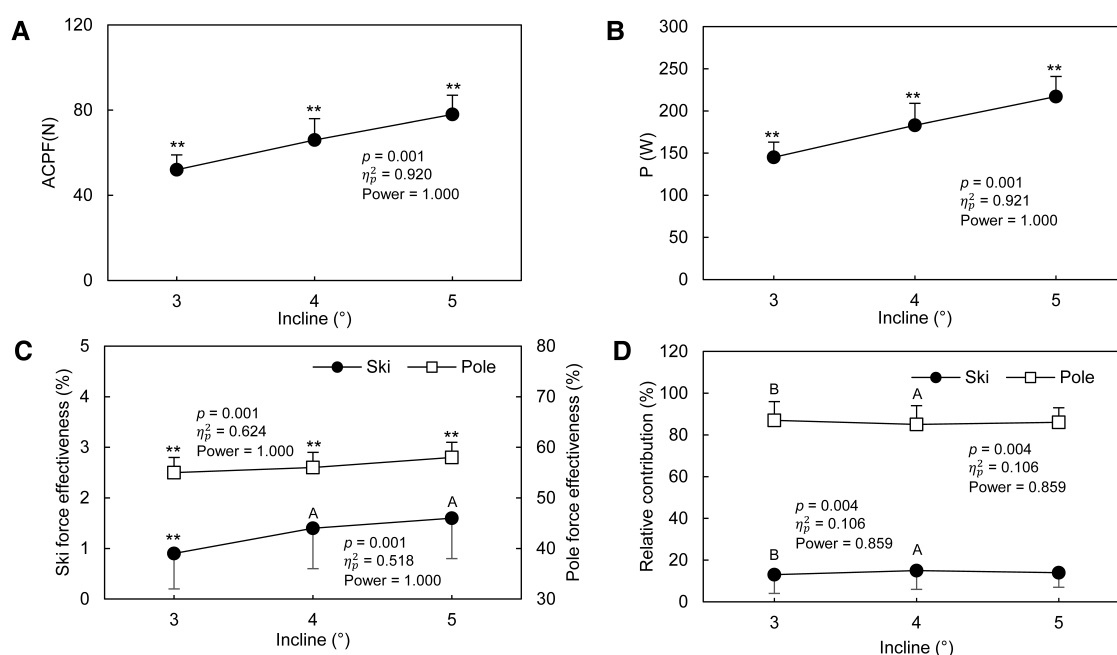 A
120
80
40
0
ACPF(N)
**
**
**
p = 0.001
η²ₚ = 0.920
Power = 1.000
3 4 5
Incline (°)
B
300
250
200
150
100
50
0
P (W)
**
**
**
p = 0.001
η²ₚ = 0.921
Power = 1.000
3 4 5
Incline (°)
C
5
4
3
2
1
0
Ski force effectiveness (%)
80
70
60
50
40
30
Pole force effectiveness (%)
Ski Pole
p = 0.001
η²ₚ = 0.624
Power = 1.000
** ** **
** A A
p = 0.001
η²ₚ = 0.518
Power = 1.000
3 4 5
Incline (°)
D
120
100
80
60
40
20
0
Relative contribution (%)
Ski Pole
B A
p = 0.004
η²ₚ = 0.106
Power = 0.859
p = 0.004
η²ₚ = 0.106
Power = 0.859
B A
3 4 5
Incline (°)